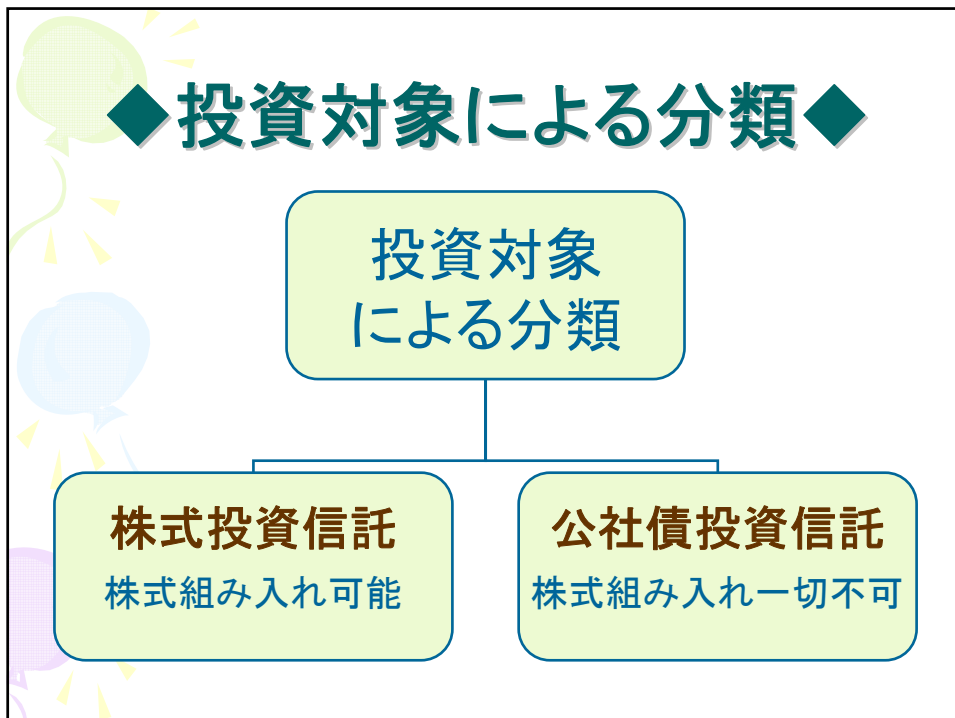 ◆投資対象による分類◆
投資対象
による分類
株式投資信託
株式組み入れ可能
公社債投資信託
株式組み入れ一切不可